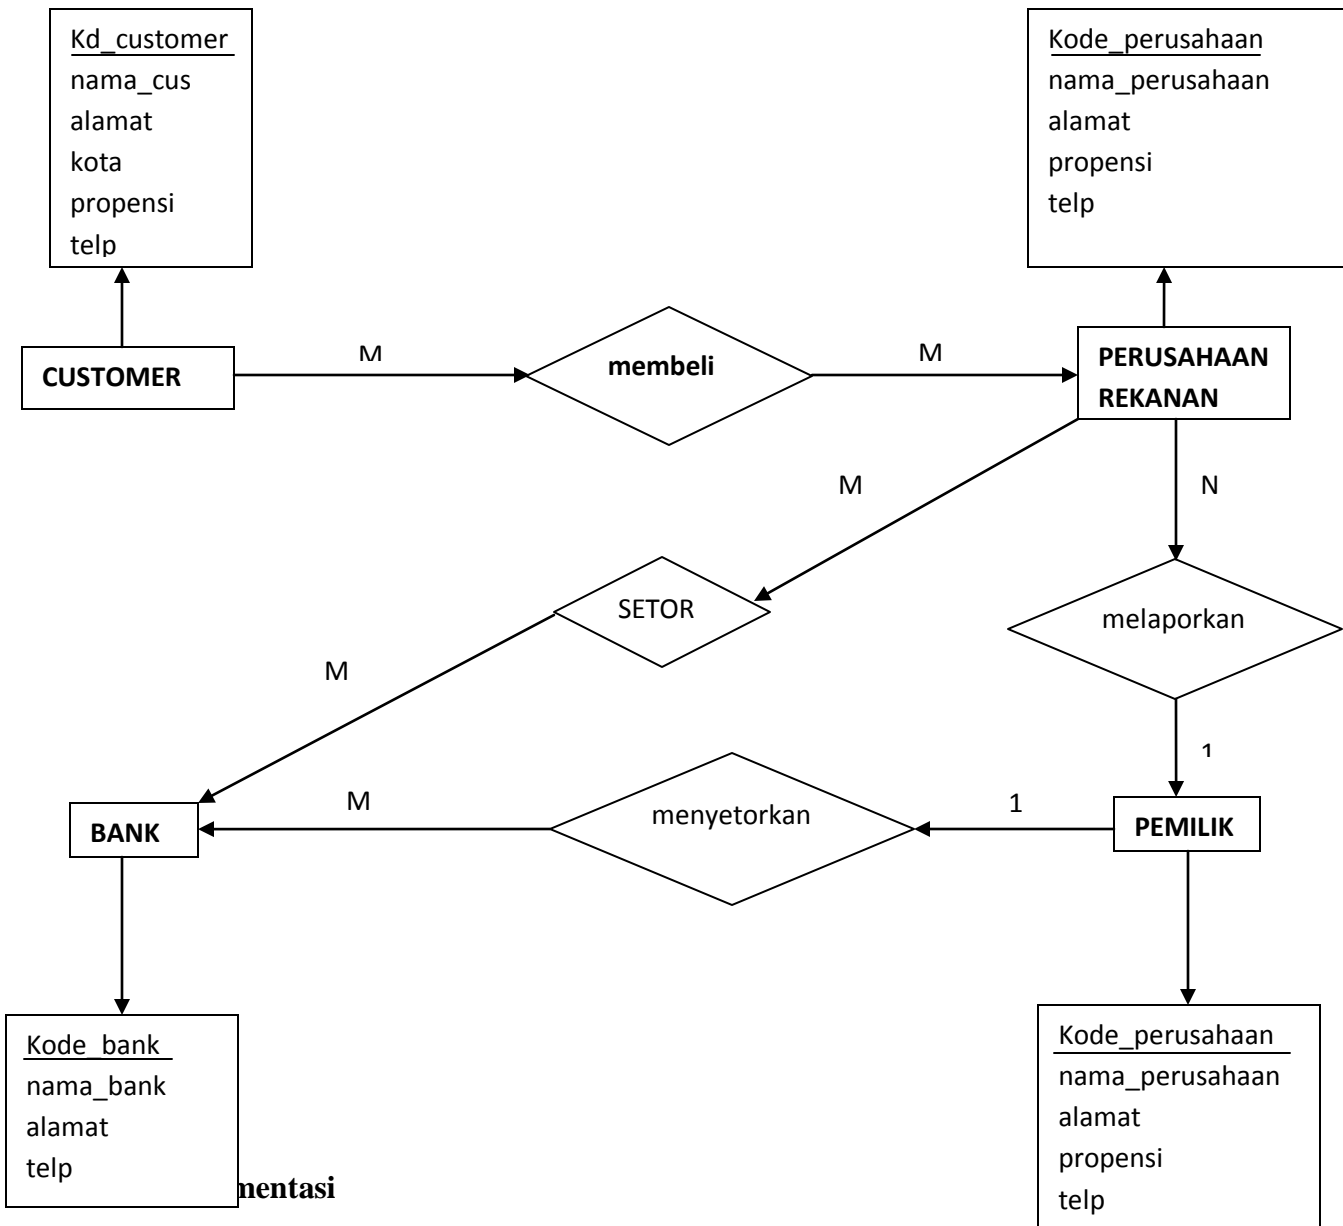 Kd_customer
nama_cus
alamat
kota
propensi
telp
Kode_perusahaan
nama_perusahaan
alamat
propensi
telp
CUSTOMER
M
membeli
M
PERUSAHAAN
REKANAN
M
N
SETOR
melaporkan
M
1
BANK
M
menyetorkan
1
PEMILIK
Kode_bank
nama_bank
alamat
telp
Kode_perusahaan
nama_perusahaan
alamat
propensi
telp
mentasi